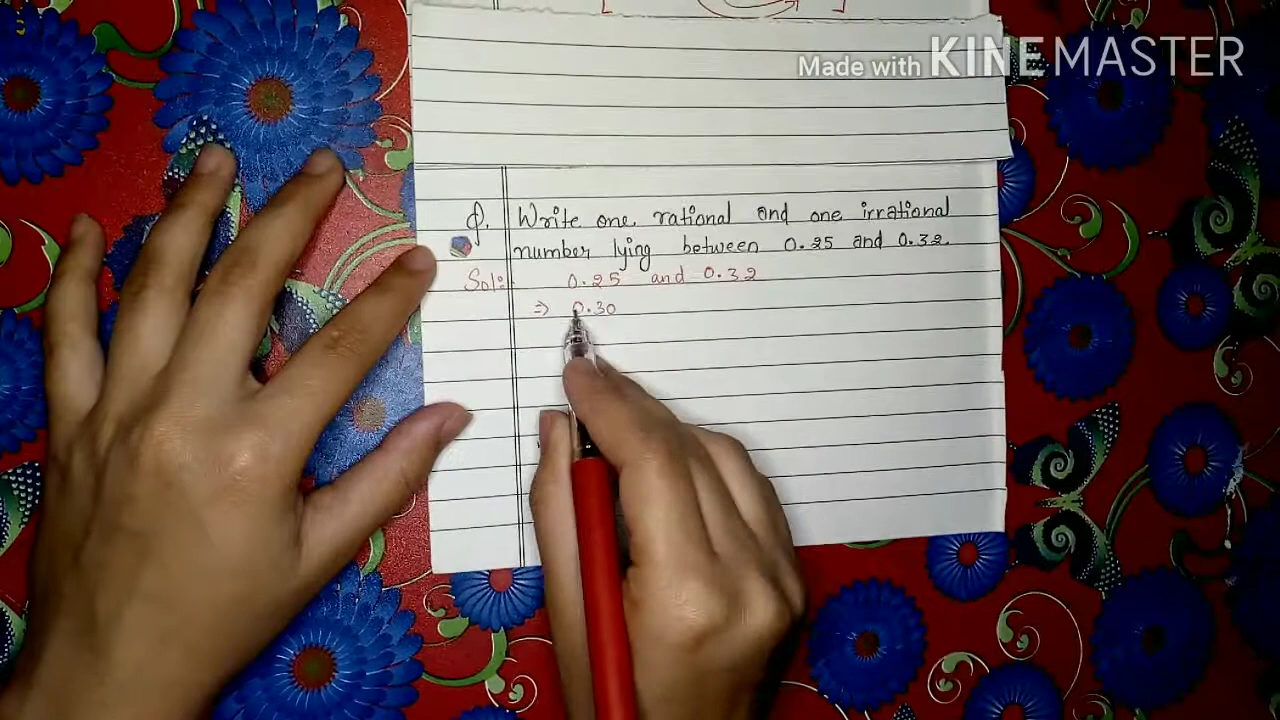 Made with KINEMASTER
Q. Write one rational and one irrational
number lying between 0.25 and 0.32.
Sol:- 0.25 and 0.32
⇒ 0.30